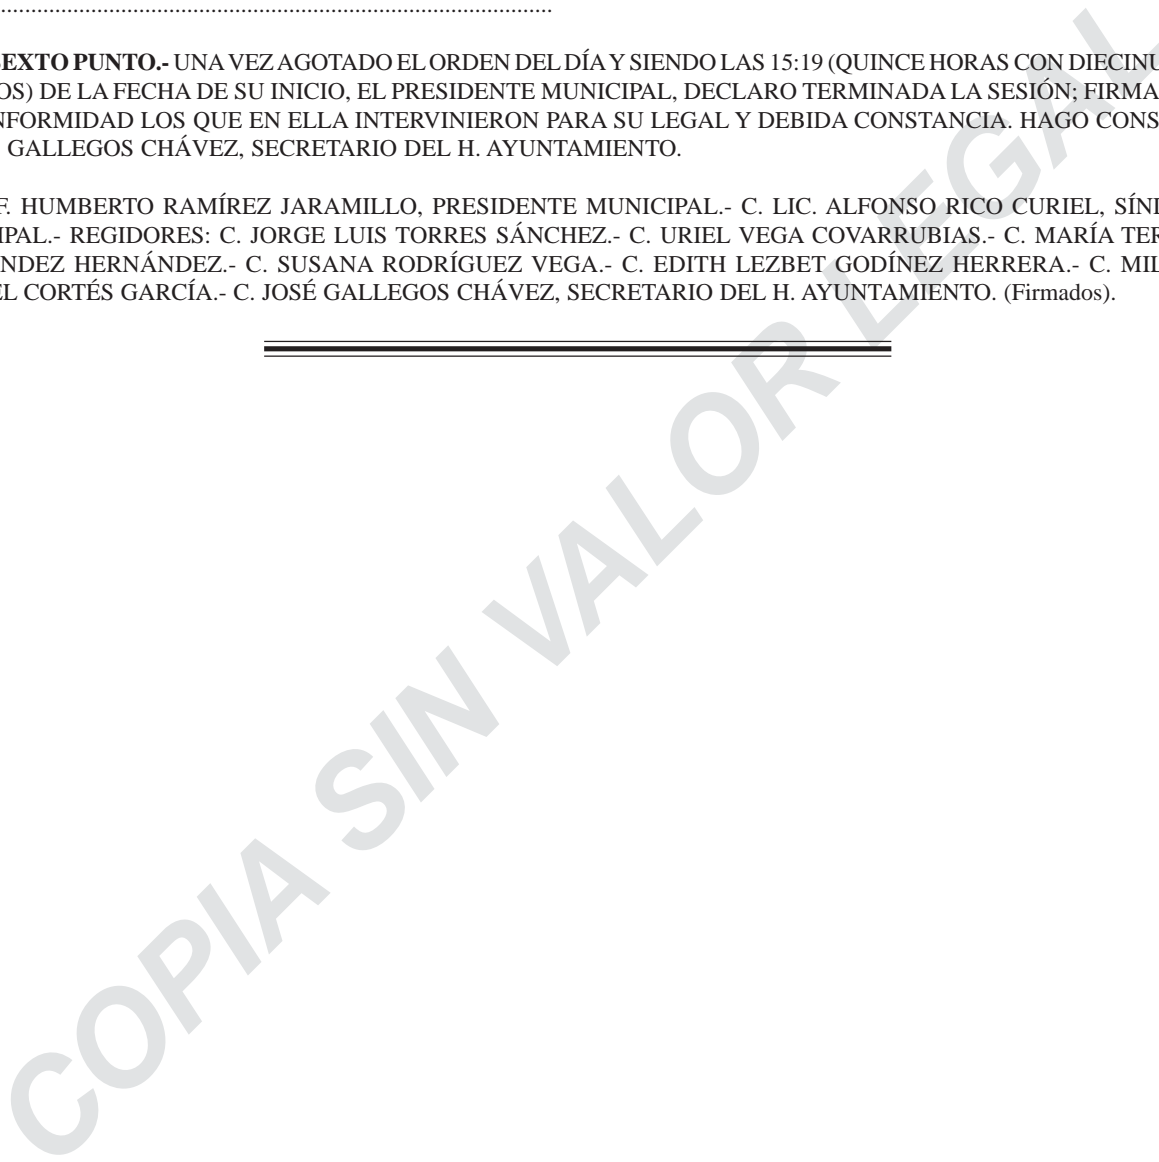 ........................................................................................................
EXTO PUNTO.- UNA VEZ AGOTADO EL ORDEN DEL DÍA Y SIENDO LAS 15:19 (QUINCE HORAS CON DIECINU
OS) DE LA FECHA DE SU INICIO, EL PRESIDENTE MUNICIPAL, DECLARO TERMINADA LA SESIÓN; FIRMA
NFORMIDAD LOS QUE EN ELLA INTERVINIERON PARA SU LEGAL Y DEBIDA CONSTANCIA. HAGO CONS
GALLEGOS CHÁVEZ, SECRETARIO DEL H. AYUNTAMIENTO.
F. HUMBERTO RAMÍREZ JARAMILLO, PRESIDENTE MUNICIPAL.- C. LIC. ALFONSO RICO CURIEL, SÍN
IPAL.- REGIDORES: C. JORGE LUIS TORRES SÁNCHEZ.- C. URIEL VEGA COVARRUBIAS.- C. MARÍA TER
NDEZ HERNÁNDEZ.- C. SUSANA RODRÍGUEZ VEGA.- C. EDITH LEZBET GODÍNEZ HERRERA.- C. MIL
EL CORTÉS GARCÍA.- C. JOSÉ GALLEGOS CHÁVEZ, SECRETARIO DEL H. AYUNTAMIENTO. (Firmados).
COPIA SIN VALOR LEGAL